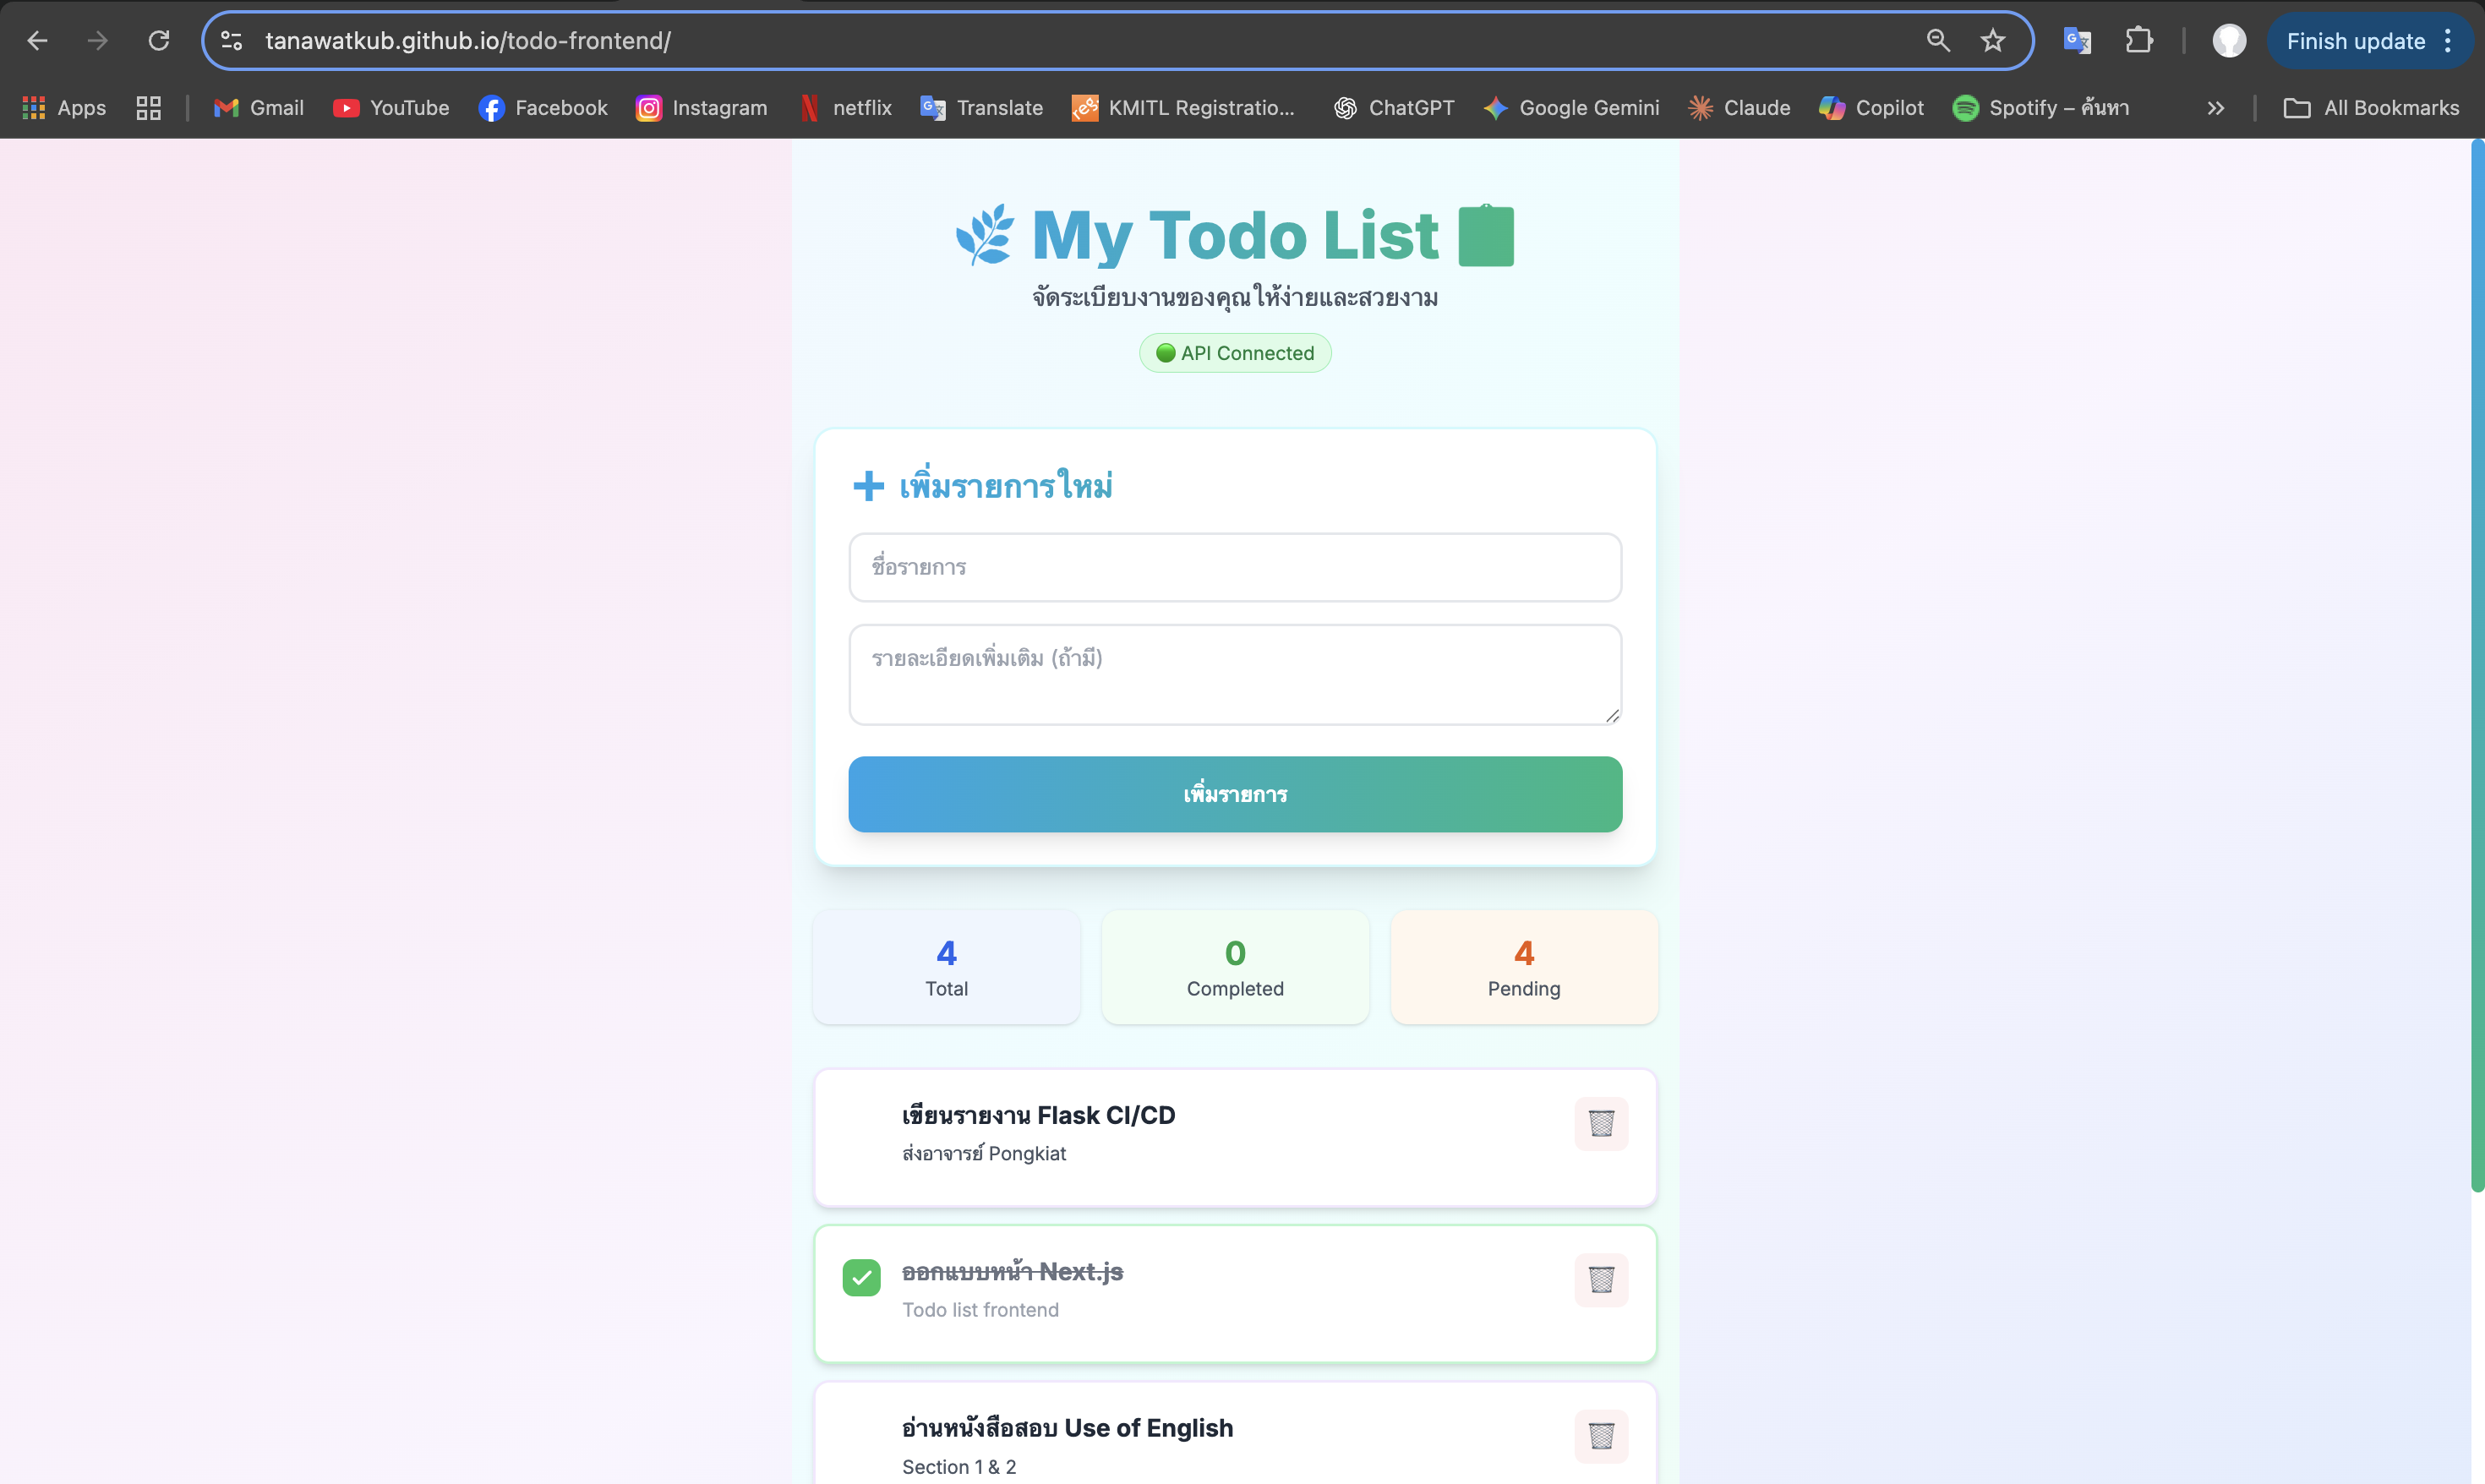 tanawatkub.github.io/todo-frontend/
Finish update
Apps
Gmail
YouTube
Facebook
Instagram
netflix
Translate
KMITL Registratio...
ChatGPT
Google Gemini
Claude
Copilot
Spotify – ค้นหา
All Bookmarks
My Todo List
จัดระเบียบงานของคุณให้ง่ายและสวยงาม
API Connected
เพิ่มรายการใหม่
ชื่อรายการ
รายละเอียดเพิ่มเติม (ถ้ามี)
เพิ่มรายการ
4
Total
0
Completed
4
Pending
เขียนรายงาน Flask CI/CD
ส่งอาจารย์ Pongkiat
ออกแบบหน้า Next.js
Todo list frontend
อ่านหนังสือสอบ Use of English
Section 1 & 2